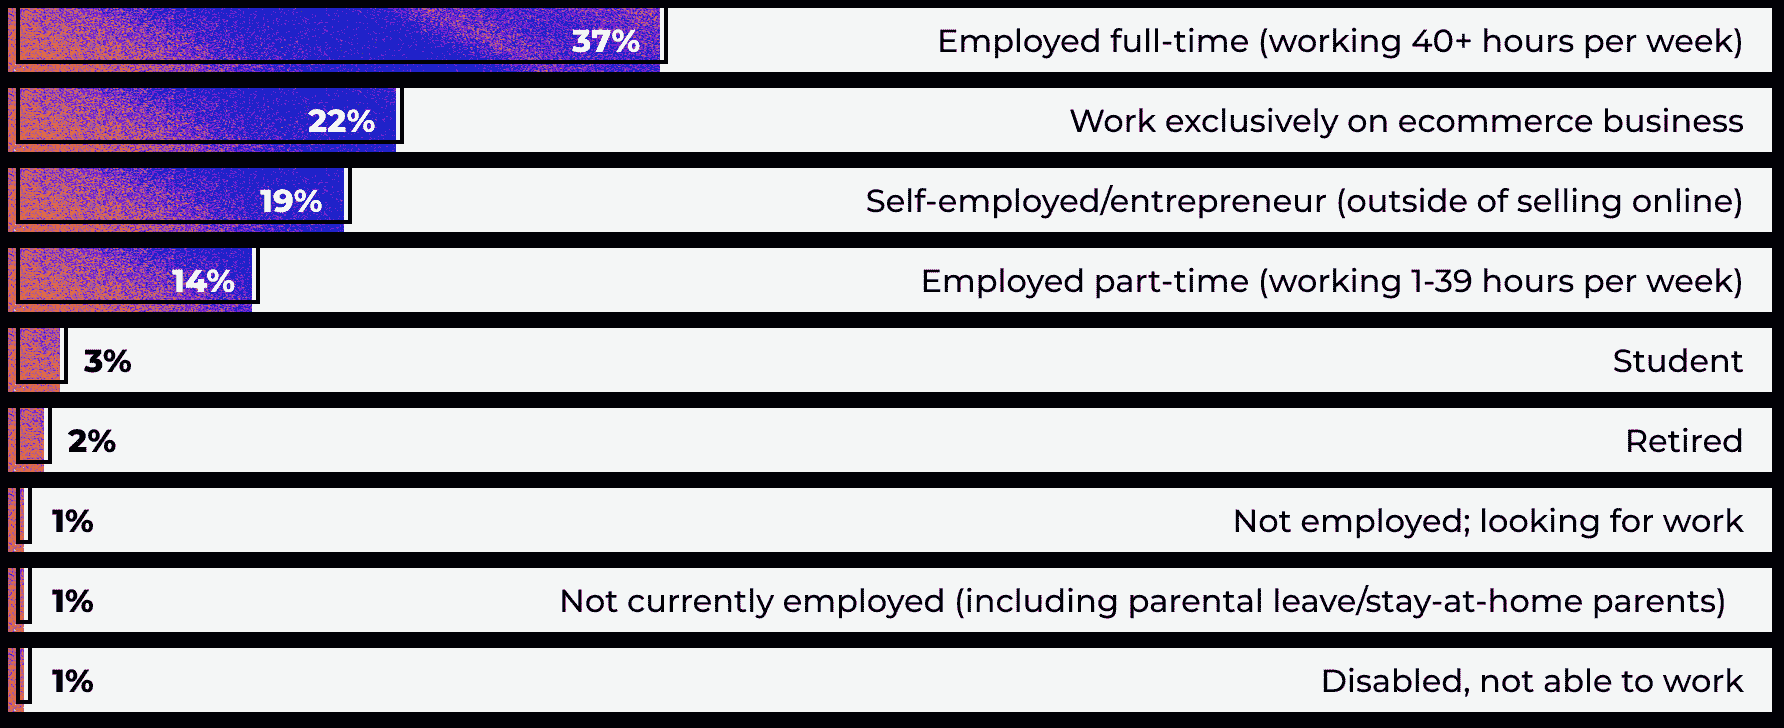 37% Employed full-time (working 40+ hours per week)
22% Work exclusively on ecommerce business
19% Self-employed/entrepreneur (outside of selling online)
14% Employed part-time (working 1-39 hours per week)
3% Student
2% Retired
1% Not employed; looking for work
1% Not currently employed (including parental leave/stay-at-home parents)
1% Disabled, not able to work